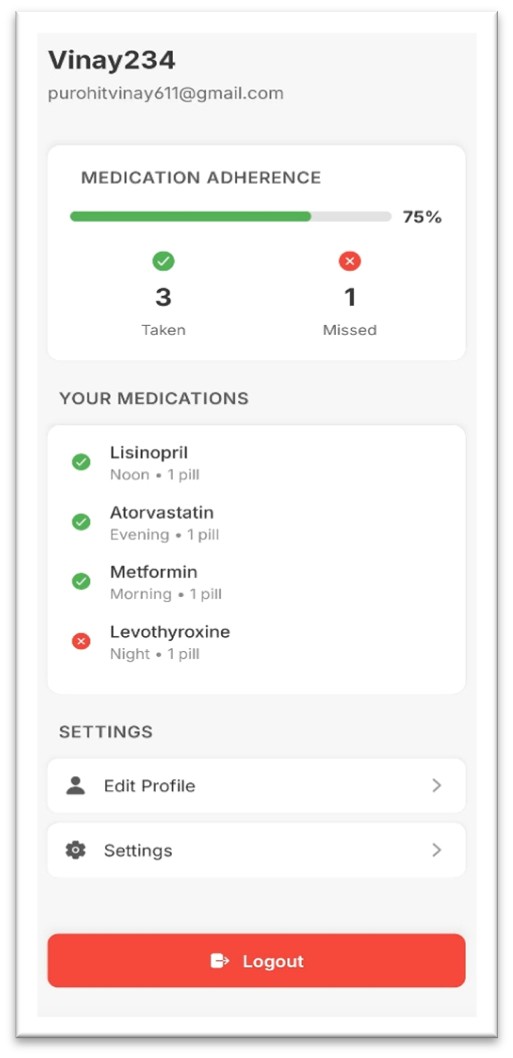 Vinay234
purohitvinay611@gmail.com
MEDICATION ADHERENCE
75%
3 1
Taken Missed
YOUR MEDICATIONS
Lisinopril
Noon • 1 pill
Atorvastatin
Evening • 1 pill
Metformin
Morning • 1 pill
Levothyroxine
Night • 1 pill
SETTINGS
Edit Profile
Settings
Logout